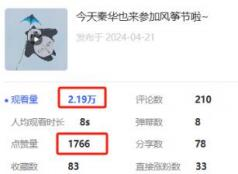 今天秦华也来参加风筝节啦~
发布于 2024-04-21
观看量 2.19万 评论数 210
人均观看时长 8s 弹幕数 8
点赞量 1766 分享数 78
收藏数 83 直接涨粉数 33